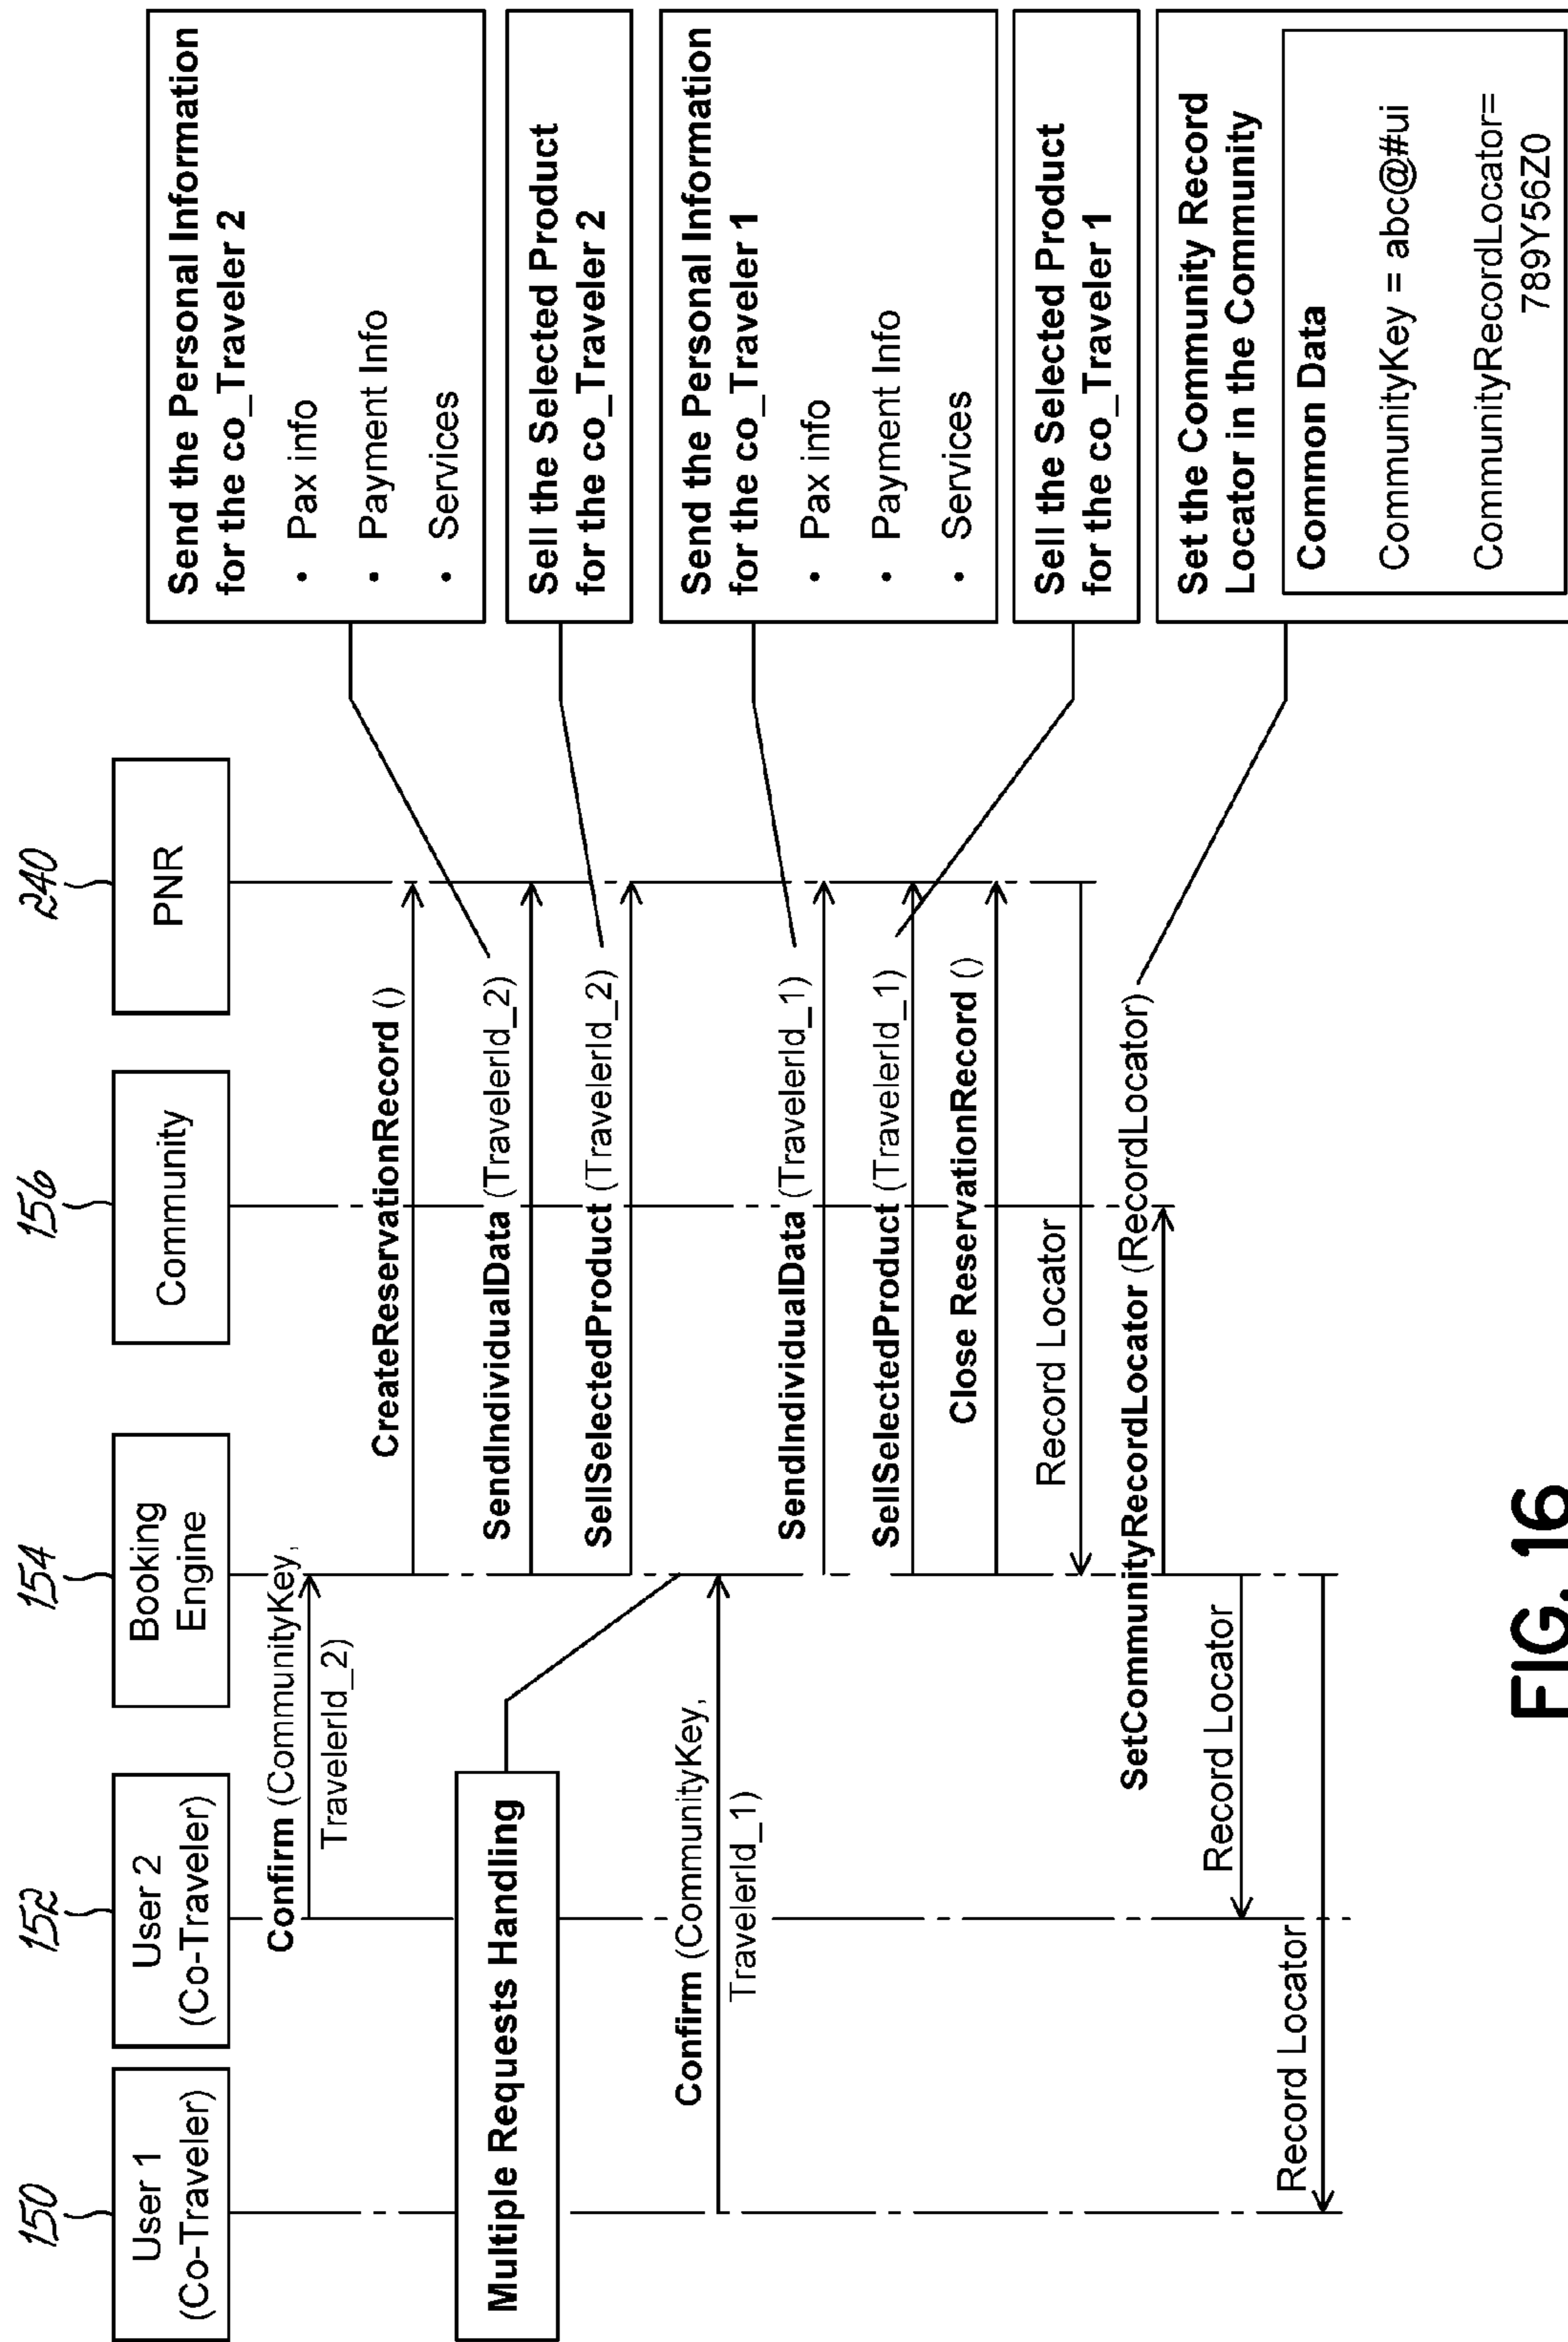 150
User 1
(Co-Traveler)
152
User 2
(Co-Traveler)
154
Booking
Engine
156
Community
240
PNR
Confirm (CommunityKey,
TravelerId_2)
CreateReservationRecord ()
SendIndividualData (TravelerId_2)
SellSelectedProduct (TravelerId_2)
Multiple Requests Handling
Confirm (CommunityKey,
TravelerId_1)
SendIndividualData (TravelerId_1)
SellSelectedProduct (TravelerId_1)
Close ReservationRecord ()
Record Locator
SetCommunityRecordLocator (RecordLocator)
Record Locator
Record Locator
Send the Personal Information
for the co_Traveler 2
• Pax info
• Payment Info
• Services
Sell the Selected Product
for the co_Traveler 2
Send the Personal Information
for the co_Traveler 1
• Pax info
• Payment Info
• Services
Sell the Selected Product
for the co_Traveler 1
Set the Community Record
Locator in the Community
Common Data
CommunityKey = abc@#ui
CommunityRecordLocator=
789Y56Z0
FIG. 16